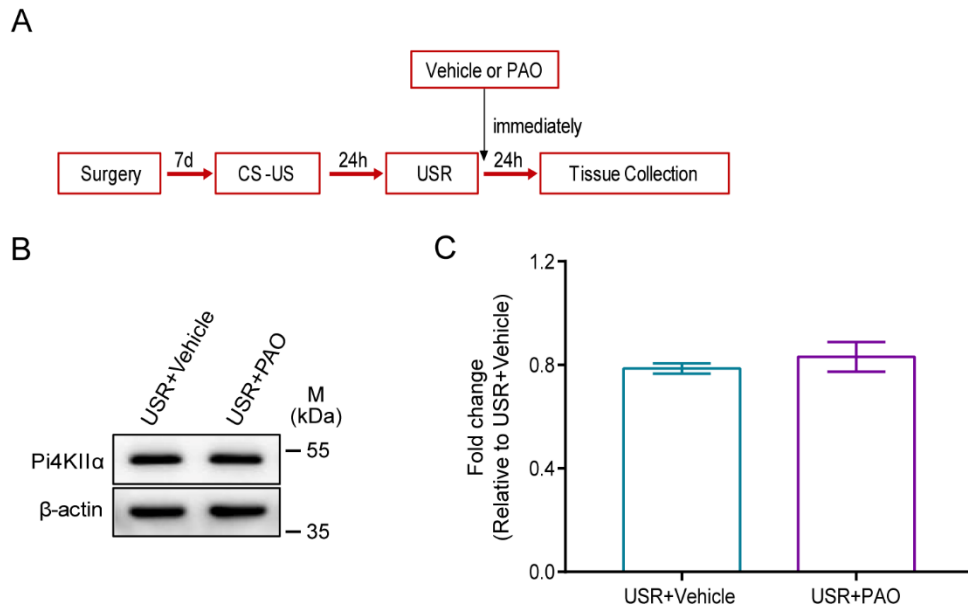 A
Vehicle or PAO
immediately
Surgery
7d
CS-US
24h
USR
24h
Tissue Collection
B
USR+Vehicle
USR+PAO
M
(kDa)
Pi4KIIα
55
β-actin
35
C
Fold change
(Relative to USR+Vehicle)
1.2
0.8
0.4
0.0
USR+Vehicle
USR+PAO